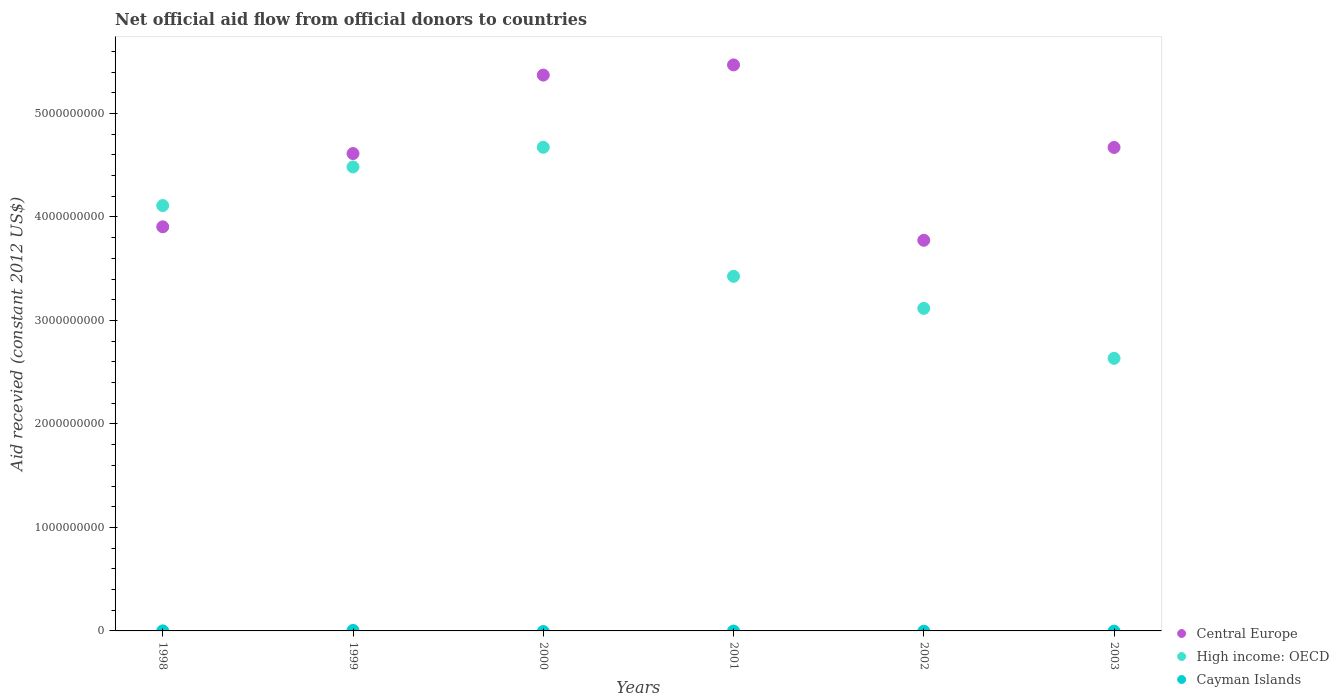 Net official aid flow from official donors to countries
Aid recevied (constant 2012 US$)
5000000000
4000000000
3000000000
2000000000
1000000000
0
1998
1999
2000
2001
2002
2003
Years
Central Europe
High income: OECD
Cayman Islands